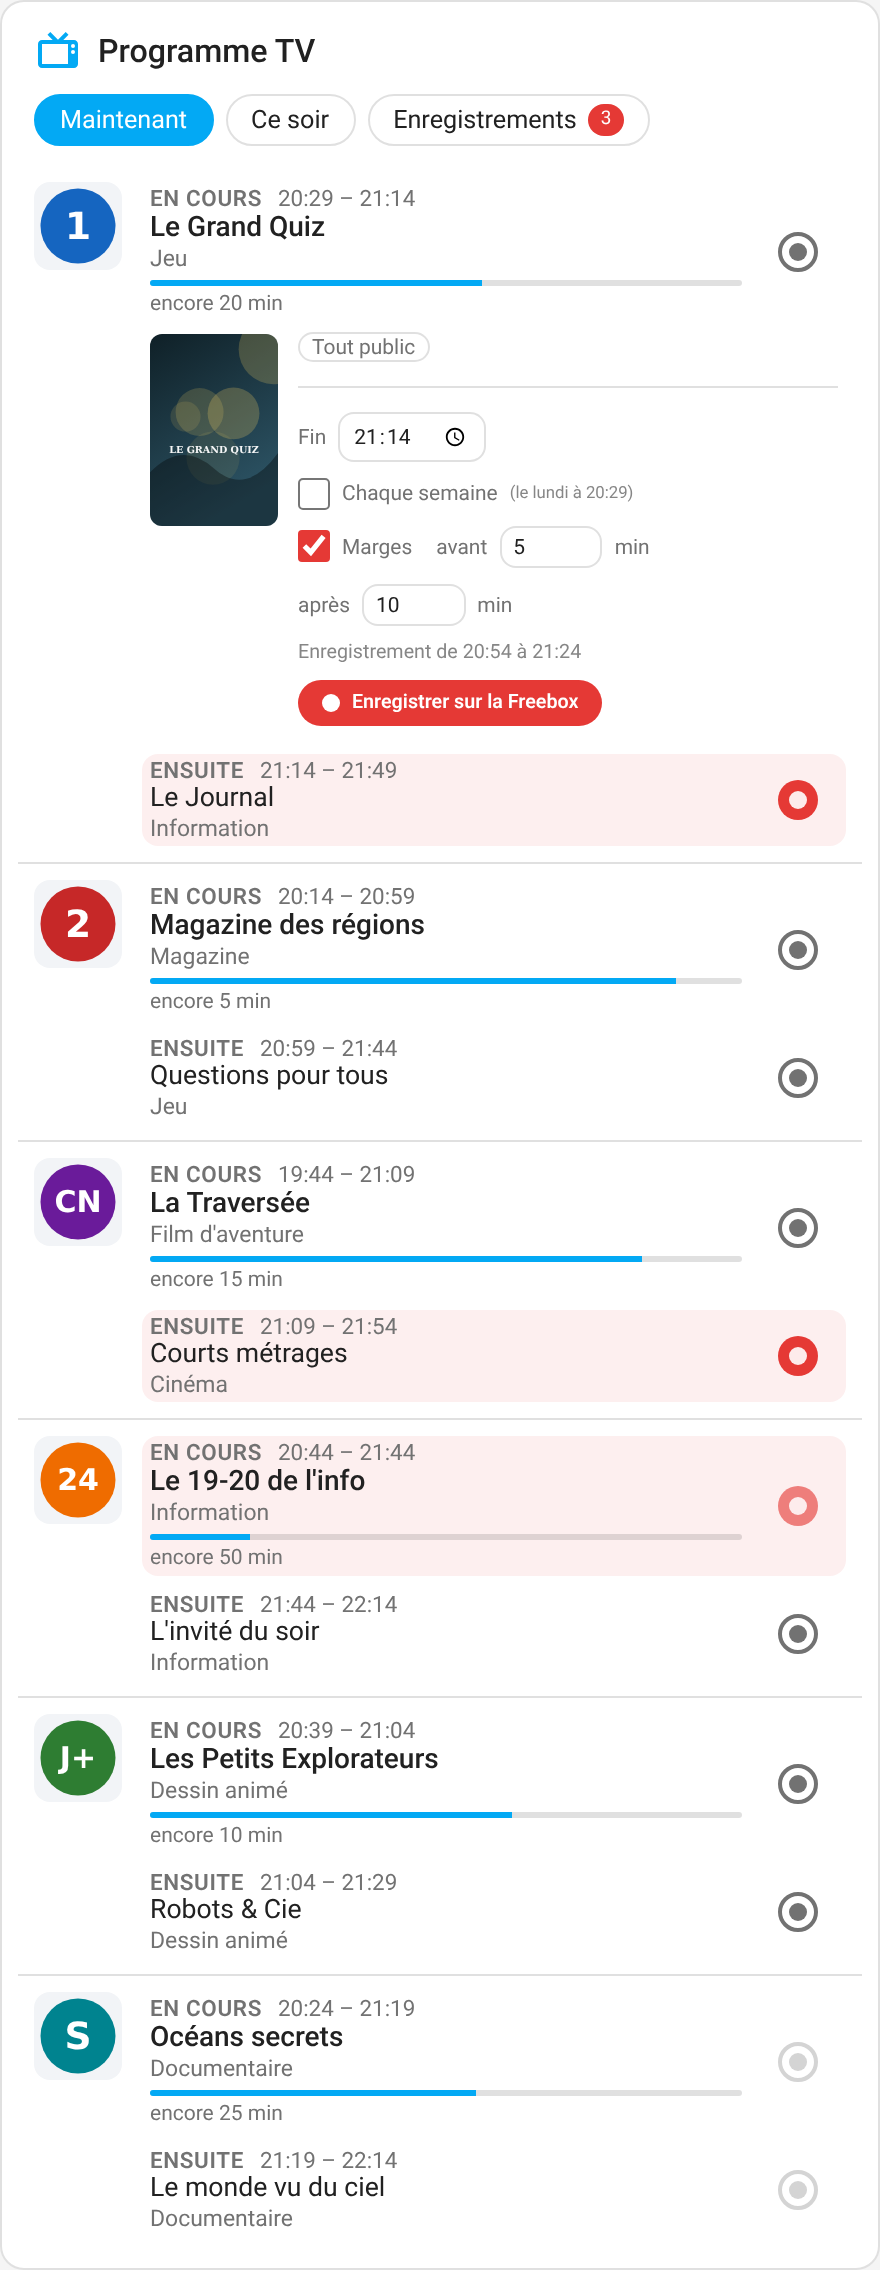 Programme TV
Maintenant
Ce soir
Enregistrements 3
1
EN COURS 20:29 – 21:14
Le Grand Quiz
Jeu
encore 20 min
LE GRAND QUIZ
Tout public
Fin 21:14
Chaque semaine (le lundi à 20:29)
Marges avant 5 min
après 10 min
Enregistrement de 20:54 à 21:24
Enregistrer sur la Freebox
ENSUITE 21:14 – 21:49
Le Journal
Information
2
EN COURS 20:14 – 20:59
Magazine des régions
Magazine
encore 5 min
ENSUITE 20:59 – 21:44
Questions pour tous
Jeu
CN
EN COURS 19:44 – 21:09
La Traversée
Film d'aventure
encore 15 min
ENSUITE 21:09 – 21:54
Courts métrages
Cinéma
24
EN COURS 20:44 – 21:44
Le 19-20 de l'info
Information
encore 50 min
ENSUITE 21:44 – 22:14
L'invité du soir
Information
J+
EN COURS 20:39 – 21:04
Les Petits Explorateurs
Dessin animé
encore 10 min
ENSUITE 21:04 – 21:29
Robots & Cie
Dessin animé
S
EN COURS 20:24 – 21:19
Océans secrets
Documentaire
encore 25 min
ENSUITE 21:19 – 22:14
Le monde vu du ciel
Documentaire